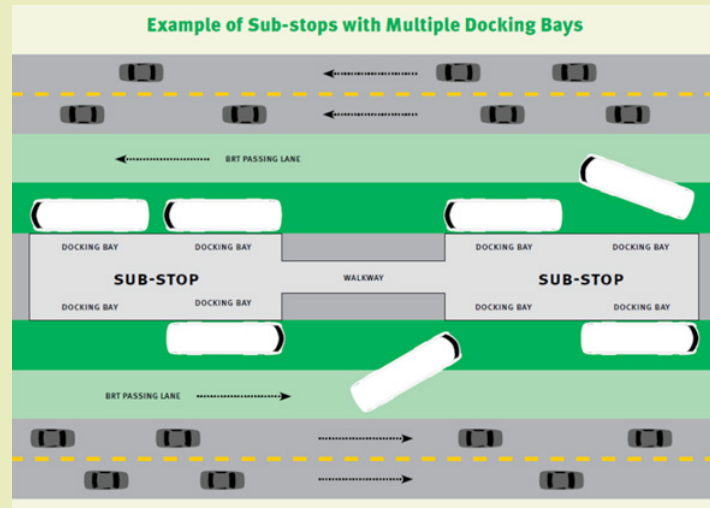 Example of Sub-stops with Multiple Docking Bays
BRT PASSING LANE
DOCKING BAY DOCKING BAY DOCKING BAY DOCKING BAY
SUB-STOP WALKWAY SUB-STOP
DOCKING BAY DOCKING BAY DOCKING BAY DOCKING BAY
BRT PASSING LANE